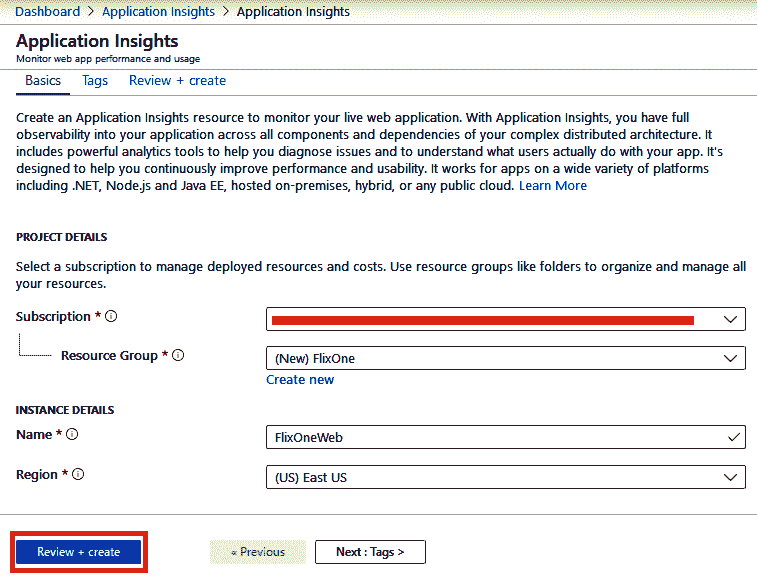 Dashboard > Application Insights > Application Insights
Application Insights
Monitor web app performance and usage
Basics Tags Review + create
Create an Application Insights resource to monitor your live web application. With Application Insights, you have full
observability into your application across all components and dependencies of your complex distributed architecture. It
includes powerful analytics tools to help you diagnose issues and to understand what users actually do with your app. It's
designed to help you continuously improve performance and usability. It works for apps on a wide variety of platforms
including .NET, Node.js and Java EE, hosted on-premises, hybrid, or any public cloud. Learn More
PROJECT DETAILS
Select a subscription to manage deployed resources and costs. Use resource groups like folders to organize and manage all
your resources.
Subscription *
Resource Group * (New) FlixOne
Create new
INSTANCE DETAILS
Name * FlixOneWeb
Region * (US) East US
Review + create « Previous Next : Tags >